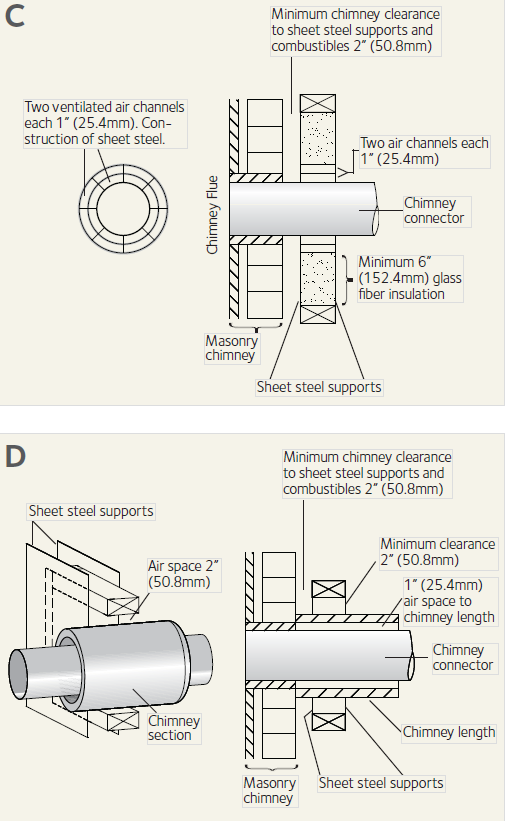 C
Minimum chimney clearance
to sheet steel supports and
combustibles 2” (50.8mm)
Two ventilated air channels
each 1” (25.4mm). Con-
struction of sheet steel.
Two air channels each
1” (25.4mm)
Chimney Flue
Chimney
connector
Minimum 6”
(152.4mm) glass
fiber insulation
Masonry
chimney
Sheet steel supports
D
Minimum chimney clearance
to sheet steel supports and
combustibles 2” (50.8mm)
Sheet steel supports
Minimum clearance
2” (50.8mm)
Air space 2”
(50.8mm)
1” (25.4mm)
air space to
chimney length
Chimney
connector
Chimney
section
Chimney length
Masonry
chimney
Sheet steel supports